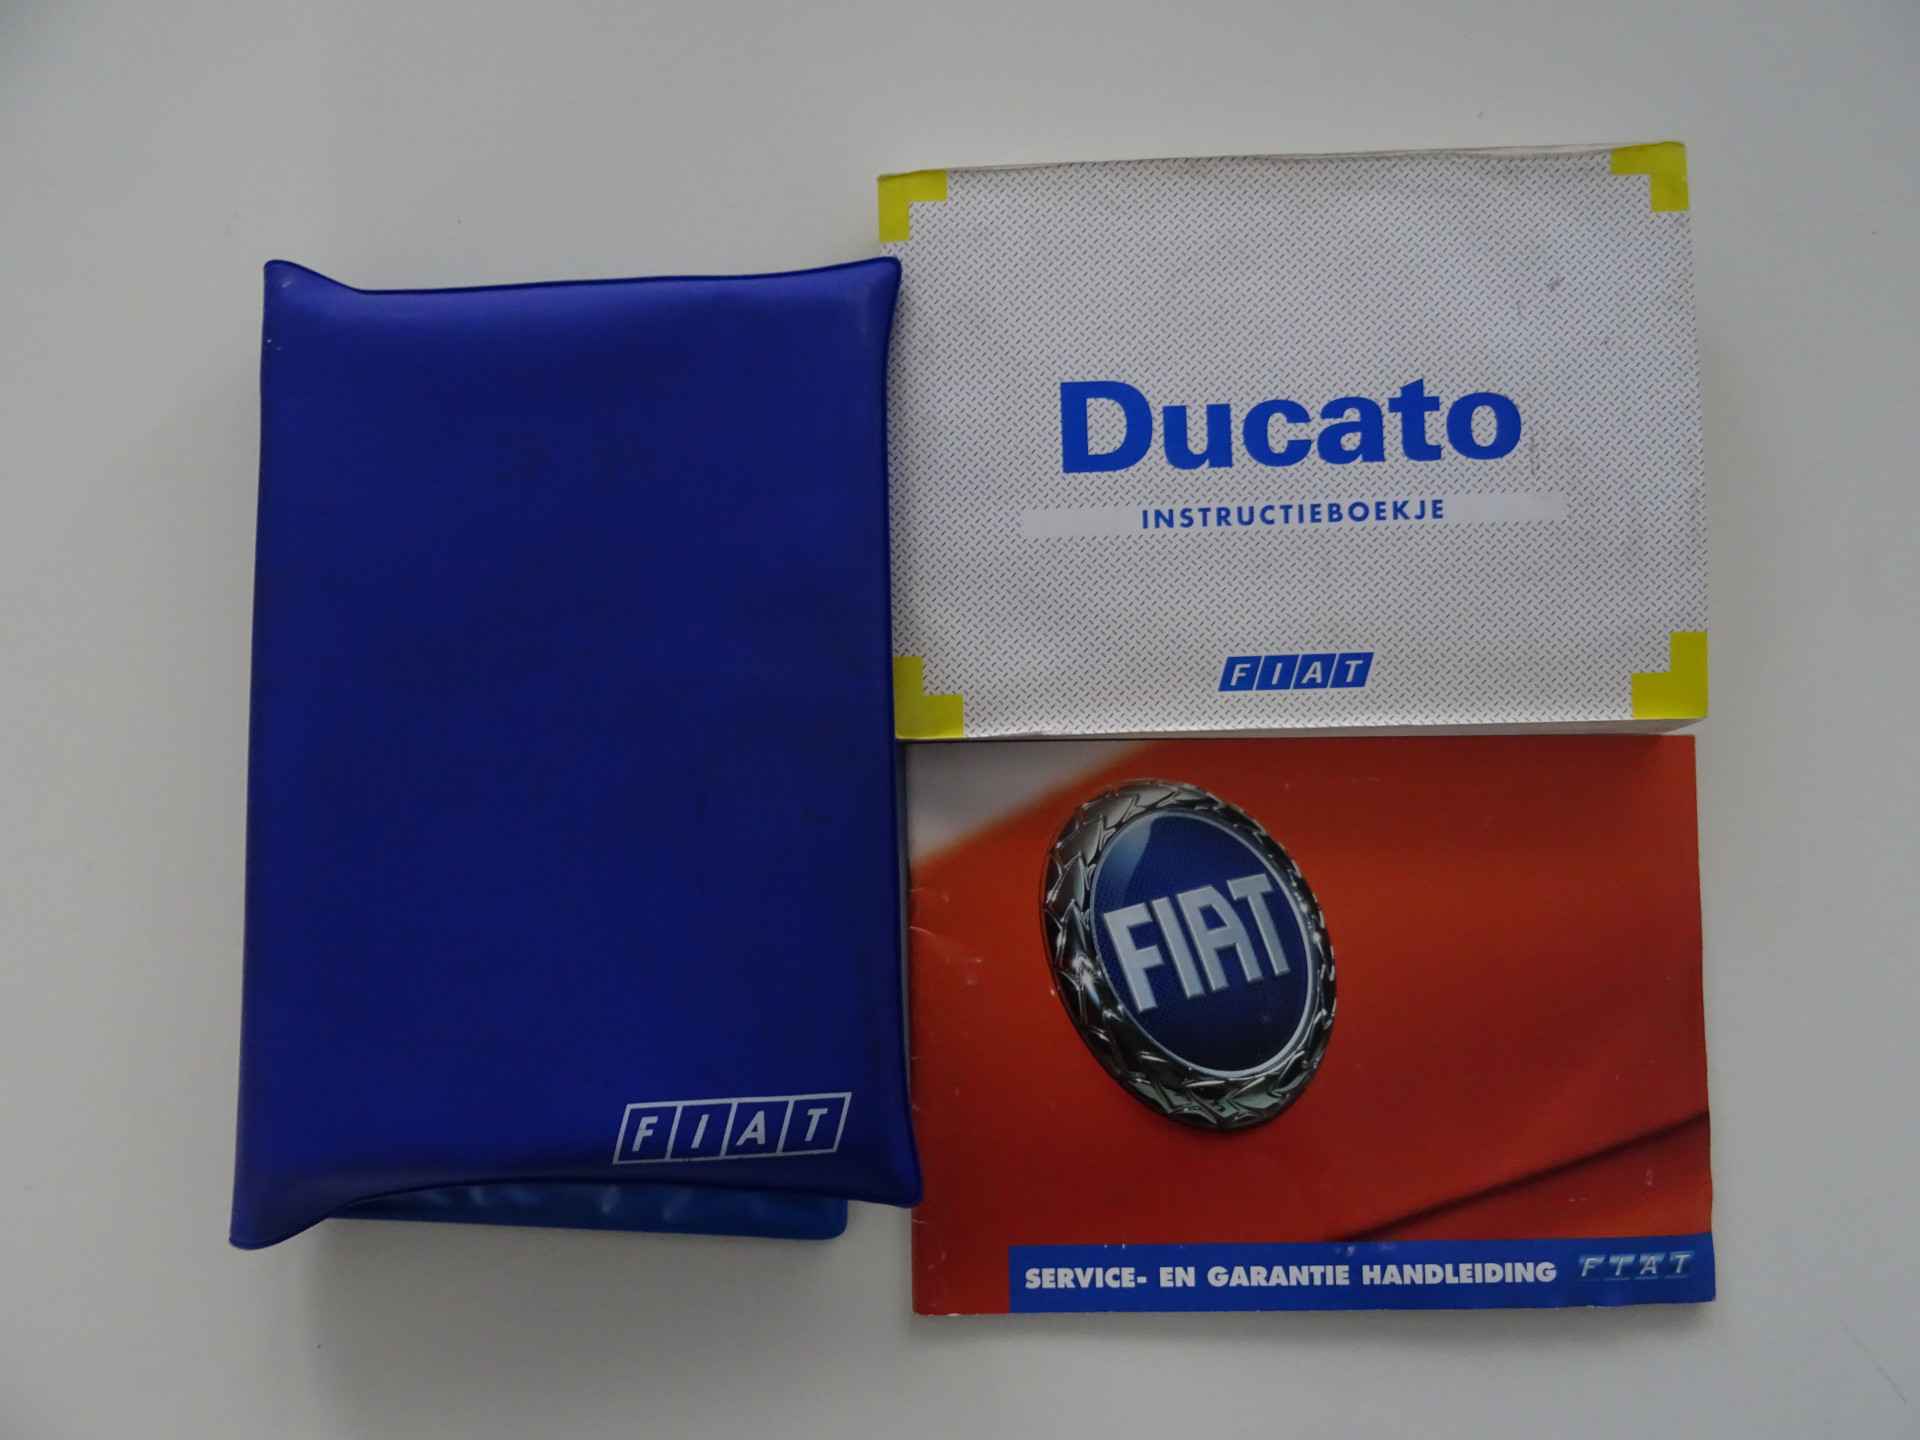 FIAT
Ducato
INSTRUCTIEBOEKJE
FIAT
FIAT
SERVICE- EN GARANTIE HANDLEIDING FIAT